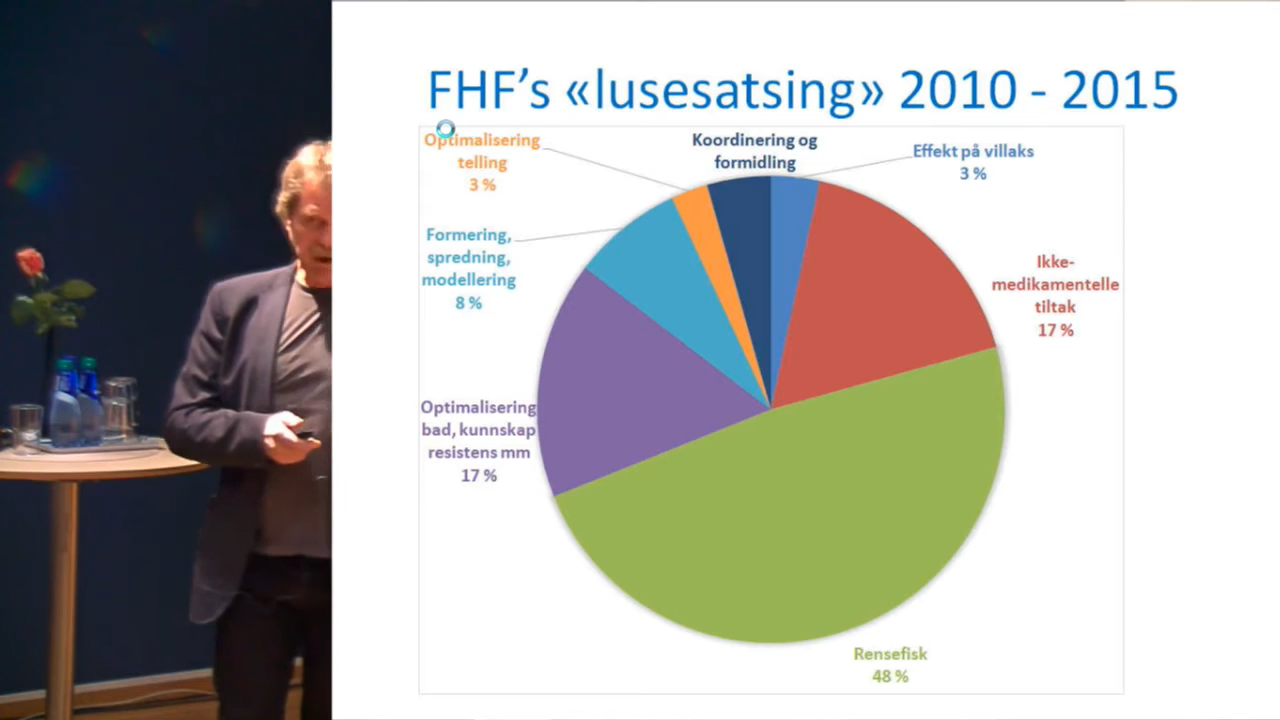 FHF's «lusesatsing» 2010 - 2015
Optimalisering
telling
3 %
Koordinering og
formidling
Effekt på villaks
3 %
Formering,
spredning,
modellering
8 %
Ikke-
medikamentelle
tiltak
17 %
Optimalisering
bad, kunnskap
resistens mm
17 %
Rensefisk
48 %